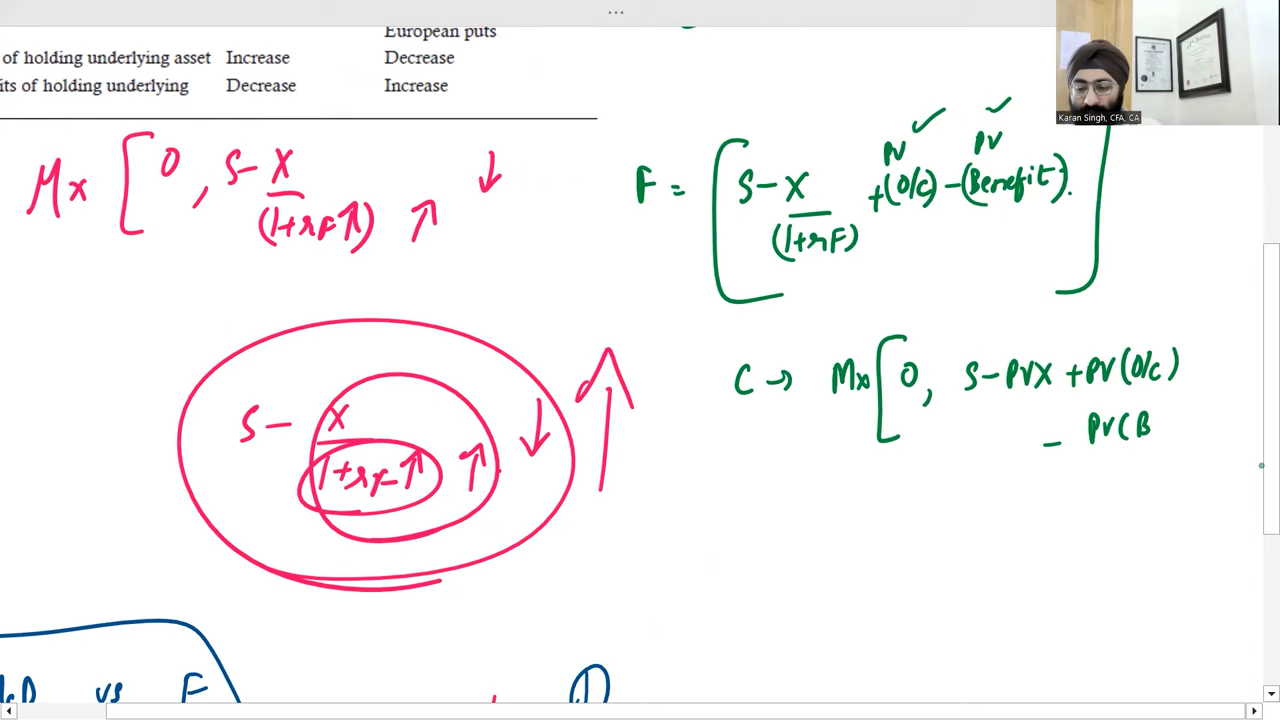 European puts
of holding underlying asset Increase Decrease
its of holding underlying Decrease Increase
Karan Singh, CFA, CA
Mx [ 0 , S - X / (1+rF↑) ↑ ↓
F = [ S - X / (1+rF) + PV (O/C) - PV (Benefit). ]
S - X / 1+rF↑ ↑ ↓ ↑
C → Mx [ 0 , S - PVX + PV(O/C)
- PV(B
vs F
1